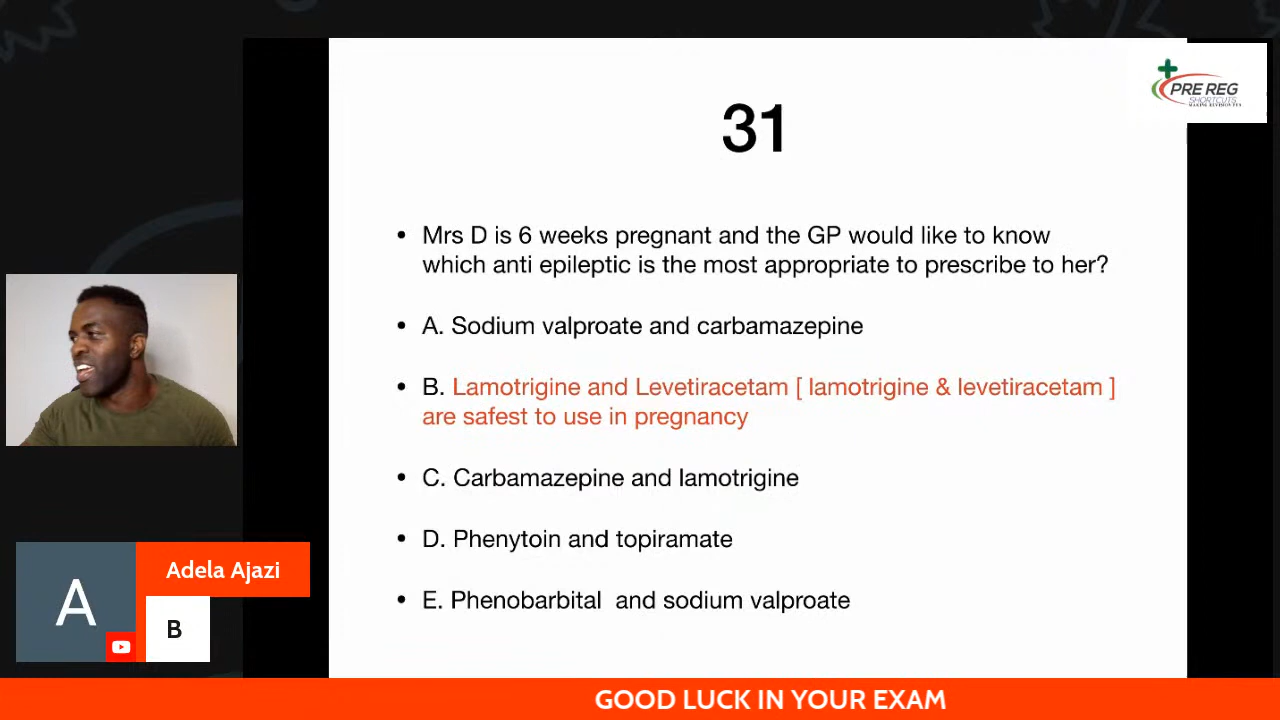 PRE REG
SHORTCUTS
31
• Mrs D is 6 weeks pregnant and the GP would like to know
which anti epileptic is the most appropriate to prescribe to her?
• A. Sodium valproate and carbamazepine
• B. Lamotrigine and Levetiracetam [ lamotrigine & levetiracetam ]
are safest to use in pregnancy
• C. Carbamazepine and lamotrigine
• D. Phenytoin and topiramate
• E. Phenobarbital and sodium valproate
A
Adela Ajazi
B
GOOD LUCK IN YOUR EXAM